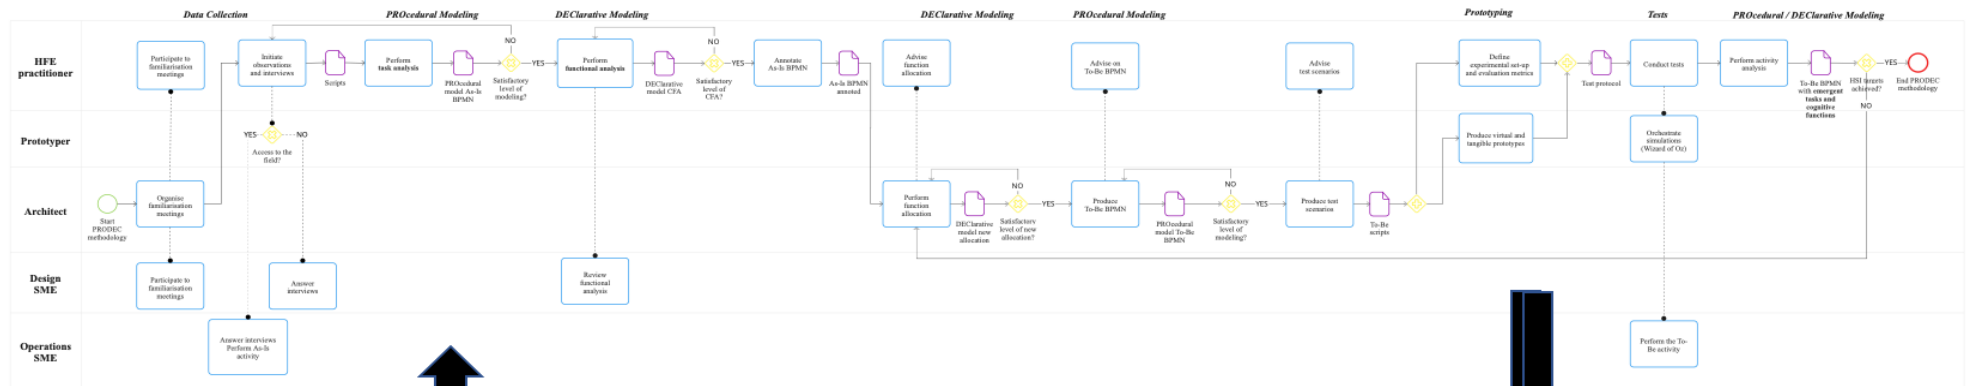 Data Collection
PROcedural Modeling
DEClarative Modeling
DEClarative Modeling
PROcedural Modeling
Prototyping
Tests
PROcedural / DEClarative Modeling
HFE
practitioner
Participate to
familiarisation
meetings
Initiate
observations
and interviews
Scripts
Perform
task analysis
PROcedural
model As-Is
BPMN
NO
Satisfactory
level of
modeling?
YES
Perform
functional analysis
DEClarative
model CFA
NO
Satisfactory
level of
CFA?
YES
Annotate
As-Is BPMN
As-Is BPMN
annoted
Advise
function
allocation
Advise on
To-Be BPMN
Advise
test scenarios
Define
experimental set-up
and evaluation metrics
Test protocol
Conduct tests
Perform activity
analysis
To-Be BPMN
with emergent
tasks and
cognitive
functions
HSI targets
achieved?
YES
NO
End PRODEC
methodology
Prototyper
YES
NO
Access to the
field?
Produce virtual and
tangible prototypes
Orchestrate
simulations
(Wizard of Oz)
Architect
Start
PRODEC
methodology
Organise
familiarisation
meetings
Perform
function
allocation
DEClarative
model new
allocation
NO
Satisfactory
level of new
allocation?
YES
Produce
To-Be BPMN
PROcedural
model To-Be
BPMN
NO
Satisfactory
level of
modeling?
YES
Produce test
scenarios
To-Be
scripts
Design
SME
Participate to
familiarisation
meetings
Answer
interviews
Review
functional
analysis
Operations
SME
Answer interviews
Perform As-Is
activity
Perform the To-
Be activity